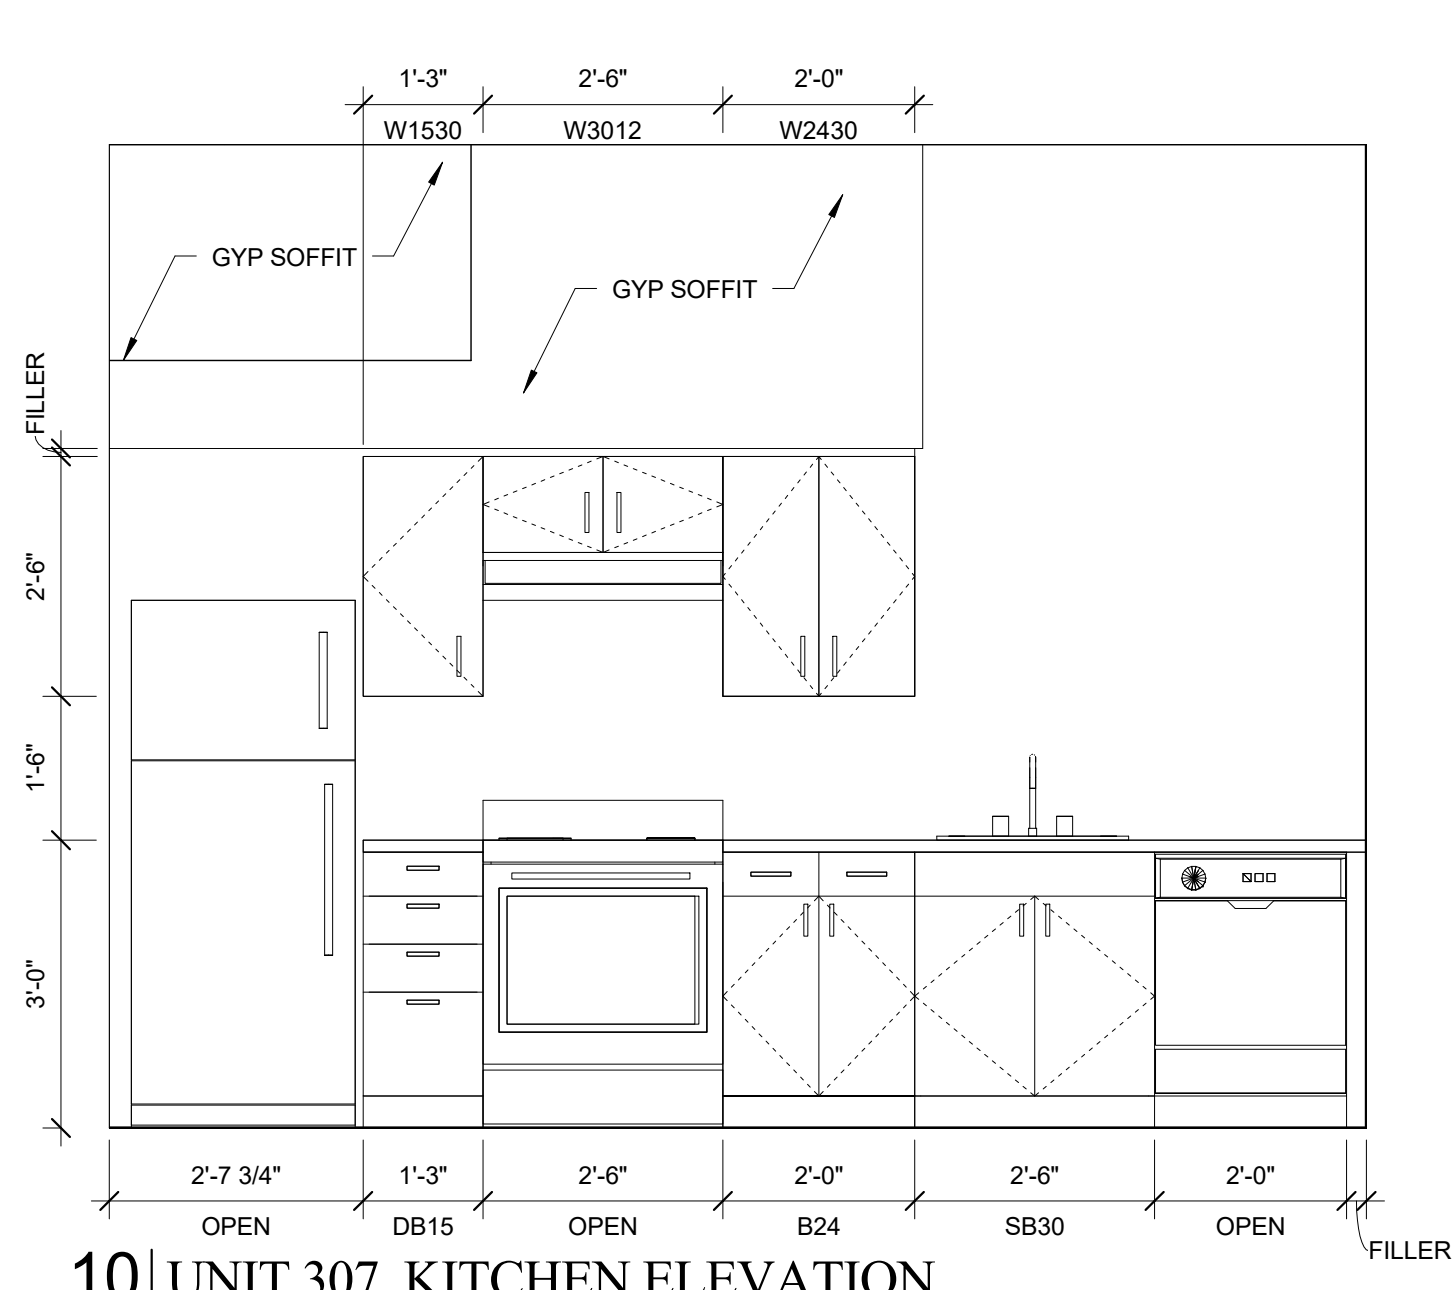 1'-3" 2'-6" 2'-0"
W1530 W3012 W2430
GYP SOFFIT
GYP SOFFIT
FILLER
2'-6"
1'-6"
3'-0"
2'-7 3/4" 1'-3" 2'-6" 2'-0" 2'-6" 2'-0"
OPEN DB15 OPEN B24 SB30 OPEN
FILLER
10 UNIT 307 KITCHEN ELEVATION